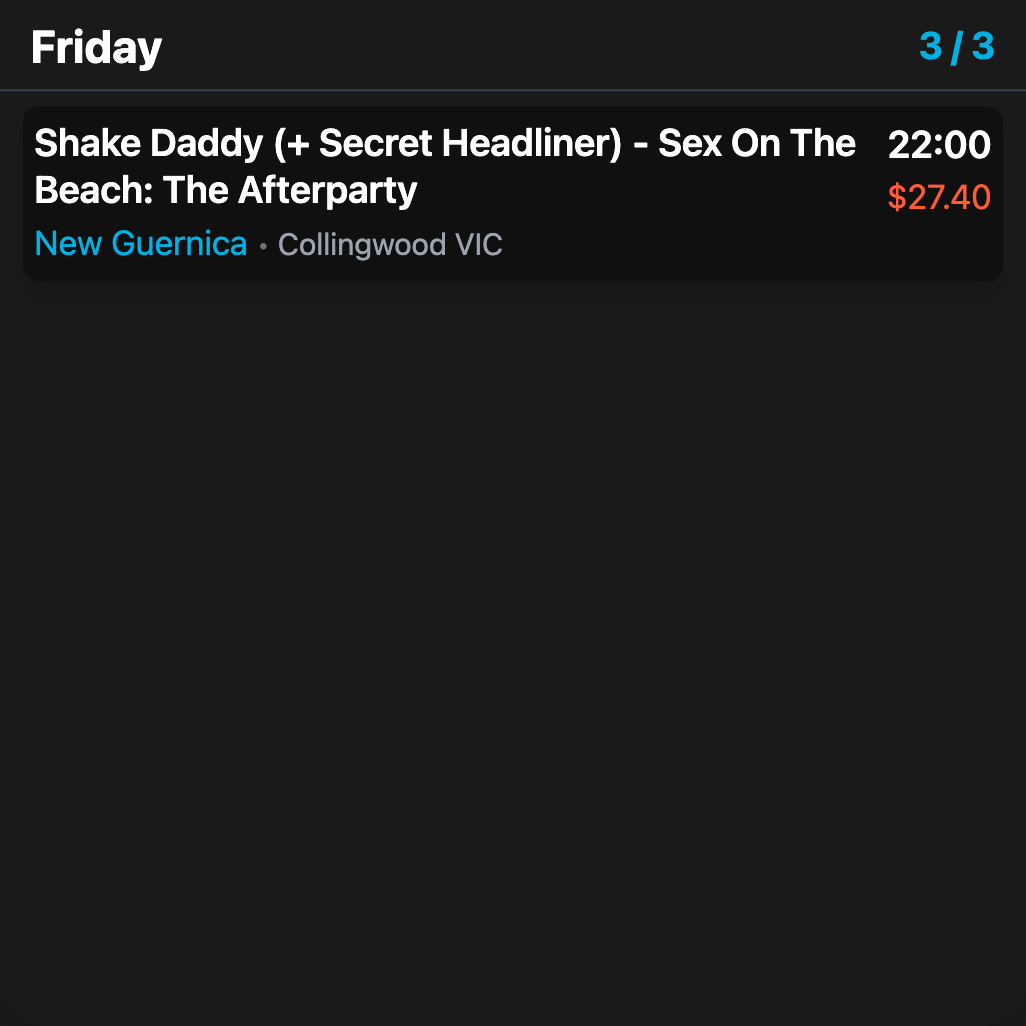 Friday
3 / 3
Shake Daddy (+ Secret Headliner) - Sex On The
Beach: The Afterparty
22:00
$27.40
New Guernica • Collingwood VIC